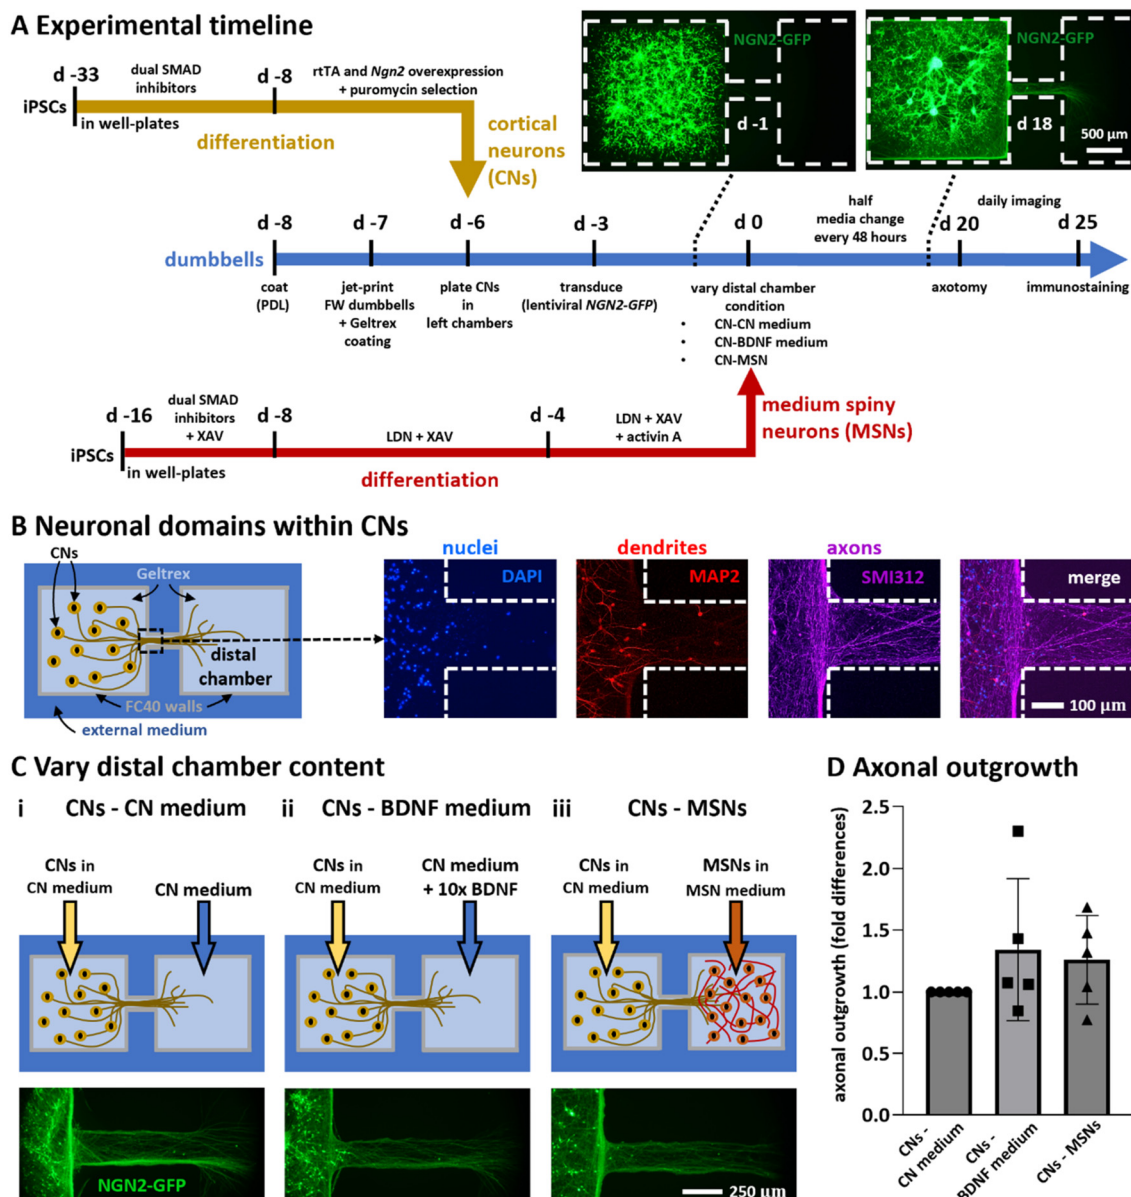 A Experimental timeline
NGN2-GFP
d -1
NGN2-GFP
d 18
500 µm
d -33
dual SMAD
inhibitors
d -8
rtTA and Ngn2 overexpression
+ puromycin selection
iPSCs
in well-plates
differentiation
cortical
neurons
(CNs)
d -8
d -7
d -6
d -3
d 0
half
media change
every 48 hours
daily imaging
d 20
d 25
dumbbells
coat
(PDL)
jet-print
FW dumbbells
+ Geltrex
coating
plate CNs
in
left chambers
transduce
(lentiviral NGN2-GFP)
vary distal chamber
condition
• CN-CN medium
• CN-BDNF medium
• CN-MSN
axotomy
immunostaining
d -16
dual SMAD
inhibitors
+ XAV
d -8
LDN + XAV
d -4
LDN + XAV
+ activin A
medium spiny
neurons (MSNs)
iPSCs
in well-plates
differentiation
B Neuronal domains within CNs
CNs
Geltrex
distal
chamber
FC40 walls
external medium
nuclei
DAPI
dendrites
MAP2
axons
SMI312
merge
100 µm
C Vary distal chamber content
i CNs - CN medium
CNs in
CN medium
CN medium
NGN2-GFP
ii CNs - BDNF medium
CNs in
CN medium
CN medium
+ 10x BDNF
iii CNs - MSNs
CNs in
CN medium
MSNs in
MSN medium
250 µm
D Axonal outgrowth
axonal outgrowth (fold differences)
2.5
2.0
1.5
1.0
0.5
0.0
CNs -
CN medium
CNs -
BDNF medium
CNs - MSNs